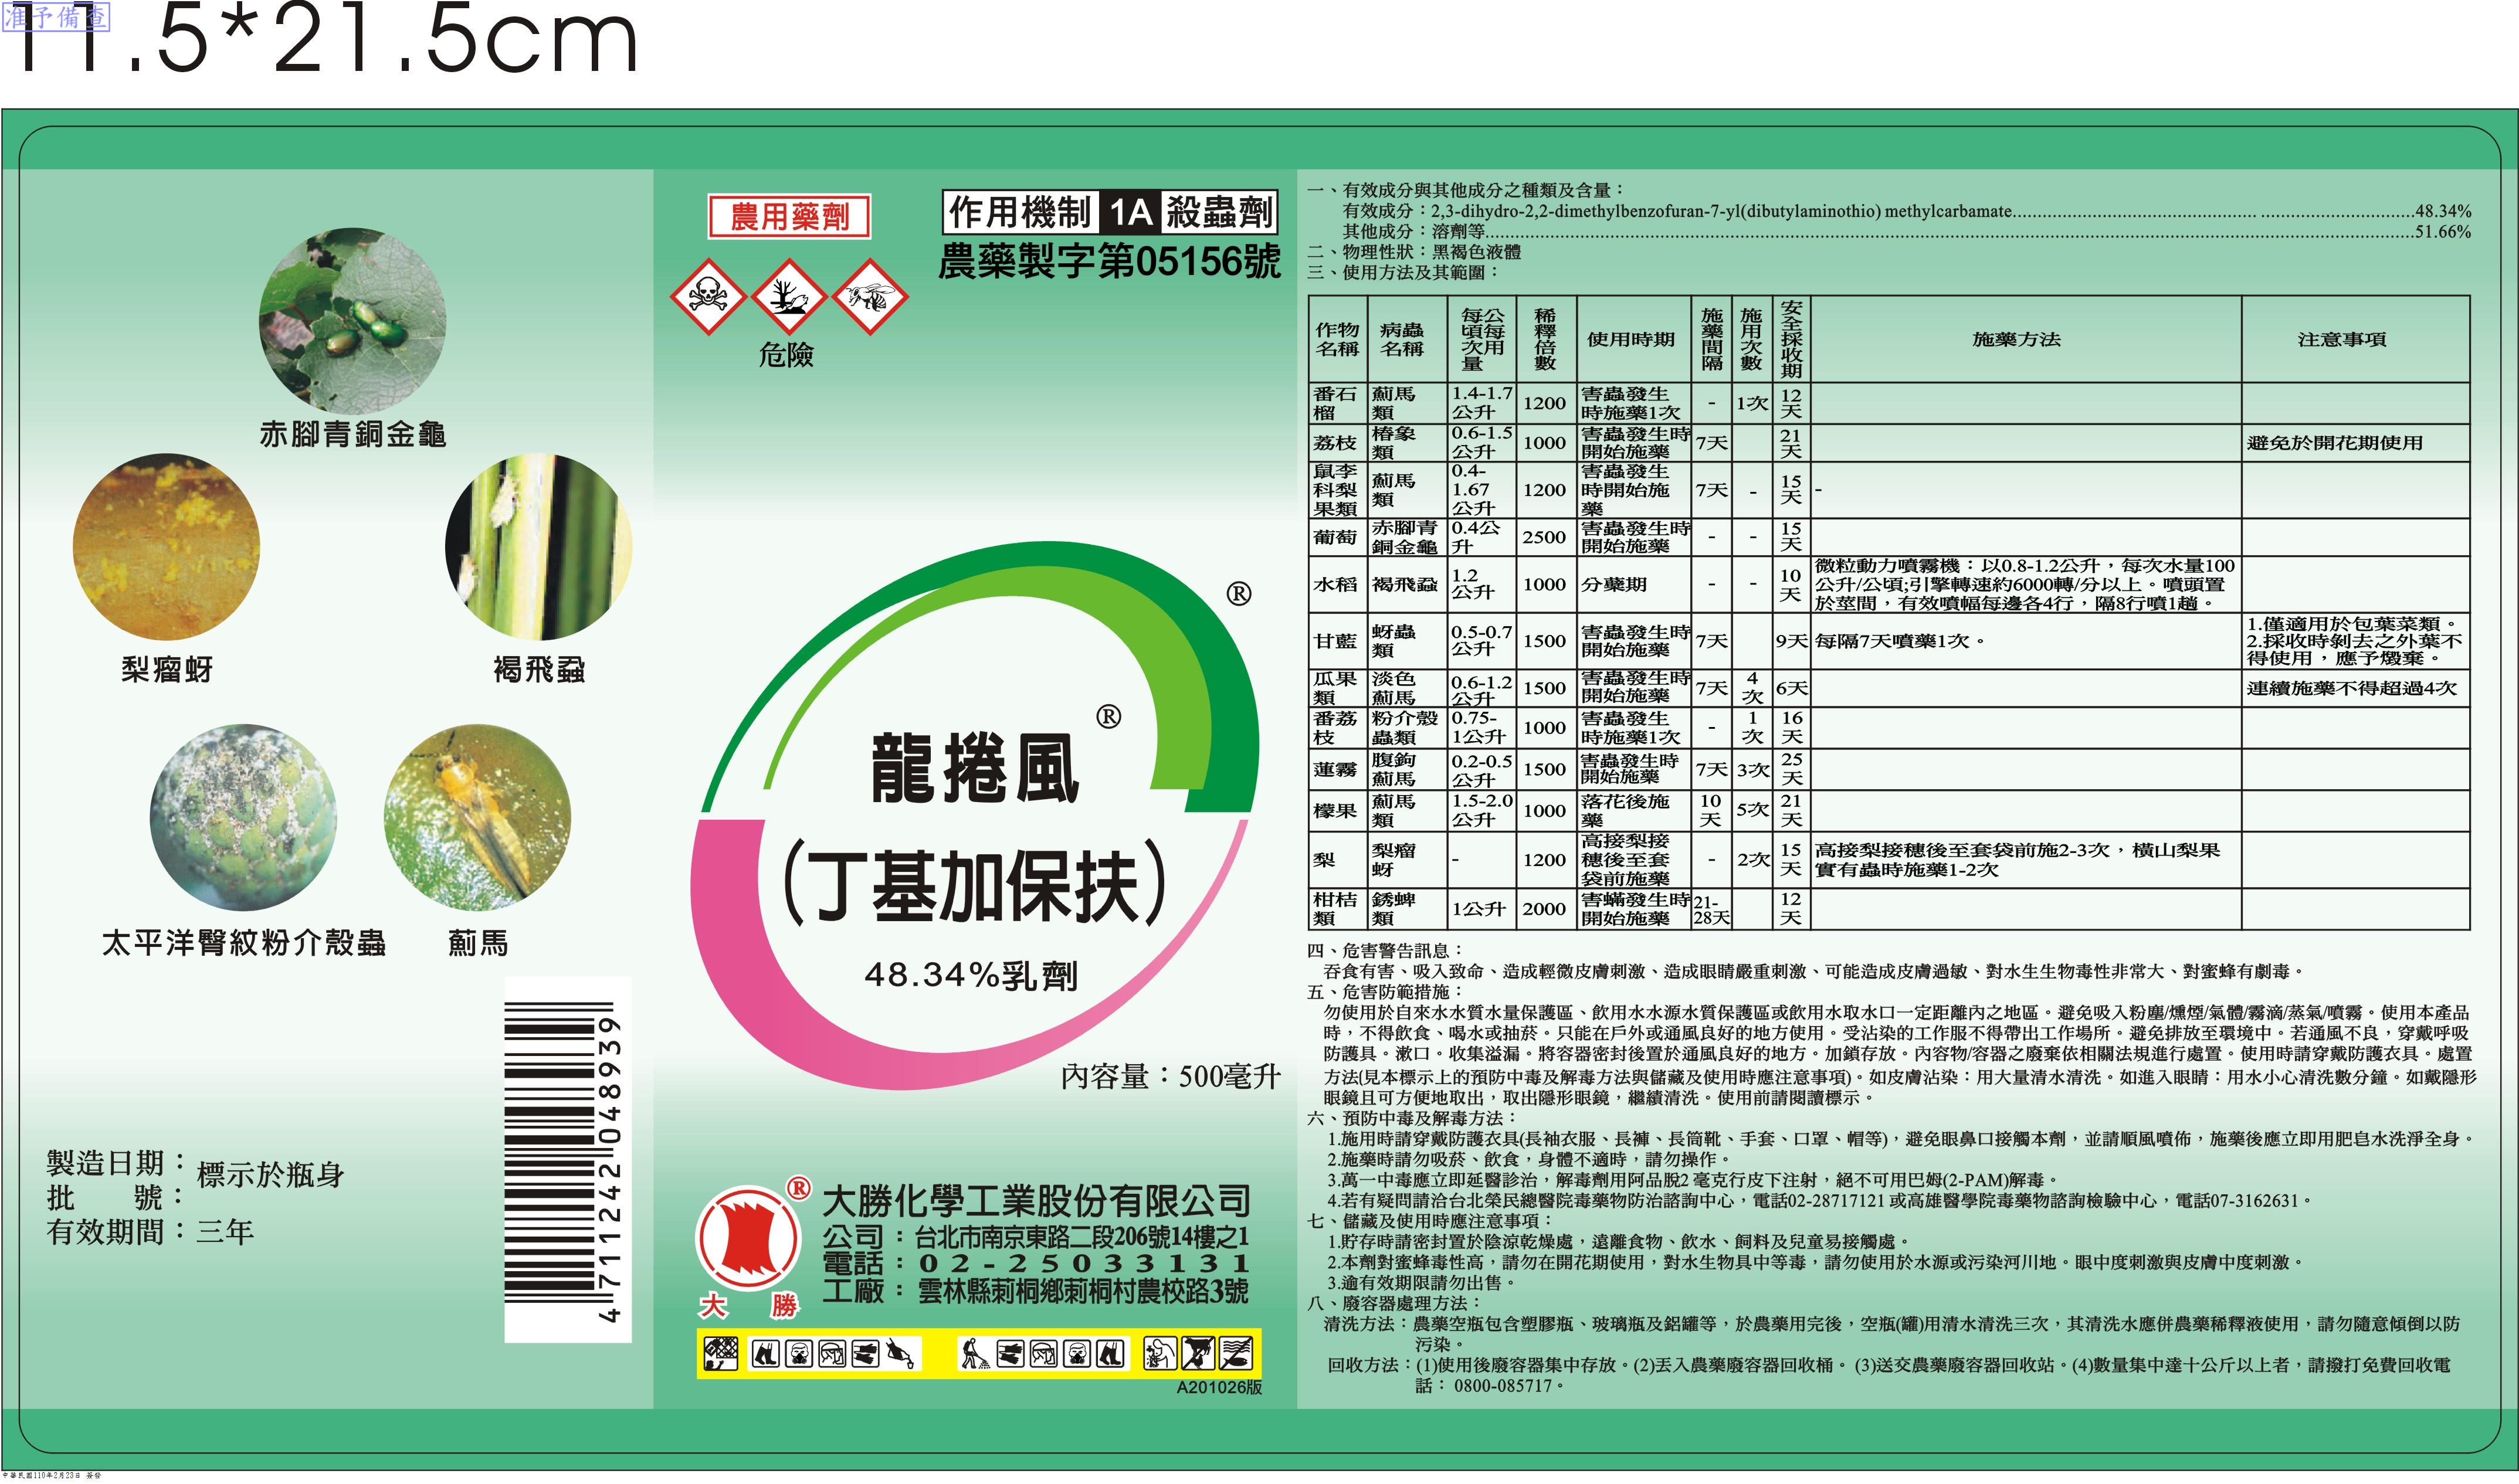 准予備查
11.5*21.5cm
赤腳青銅金龜
梨瘤蚜
褐飛蝨
太平洋臀紋粉介殼蟲
薊馬
4711242048939
製造日期：標示於瓶身
批　　號：
有效期間：三年
農用藥劑
作用機制 1A 殺蟲劑
農藥製字第05156號
危險
®
龍捲風®
(丁基加保扶)
48.34%乳劑
內容量：500毫升
® 大勝化學工業股份有限公司
公司：台北市南京東路二段206號14樓之1
電話：02-25033131
工廠：雲林縣莿桐鄉莿桐村農校路3號
大　勝
A201026版
一、有效成分與其他成分之種類及含量：
有效成分：2,3-dihydro-2,2-dimethylbenzofuran-7-yl(dibutylaminothio) methylcarbamate...48.34%
其他成分：溶劑等...51.66%
二、物理性狀：黑褐色液體
三、使用方法及其範圍：
作物名稱 病蟲名稱 每公頃每次用量 稀釋倍數 使用時期 施藥間隔 施用次數 安全採收期 施藥方法 注意事項
番石榴 薊馬類 1.4-1.7公升 1200 害蟲發生時施藥1次 - 1次 12天
荔枝 椿象類 0.6-1.5公升 1000 害蟲發生時開始施藥 7天 21天 避免於開花期使用
鼠李科梨果類 薊馬類 0.4-1.67公升 1200 害蟲發生時開始施藥 7天 - 15天 -
葡萄 赤腳青銅金龜 0.4公升 2500 害蟲發生時開始施藥 - - 15天
水稻 褐飛蝨 1.2公升 1000 分蘗期 - - 10天 微粒動力噴霧機：以0.8-1.2公升，每次水量100公升/公頃;引擎轉速約6000轉/分以上。噴頭置於莖間，有效噴幅每邊各4行，隔8行噴1趟。
甘藍 蚜蟲類 0.5-0.7公升 1500 害蟲發生時開始施藥 7天 9天 每隔7天噴藥1次。 1.僅適用於包葉菜類。2.採收時剝去之外葉不得使用，應予燬棄。
瓜果類 淡色薊馬 0.6-1.2公升 1500 害蟲發生時開始施藥 7天 4次 6天 連續施藥不得超過4次
番荔枝 粉介殼蟲類 0.75-1公升 1000 害蟲發生時施藥1次 - 1次 16天
蓮霧 腹鉤薊馬 0.2-0.5公升 1500 害蟲發生時開始施藥 7天 3次 25天
檬果 薊馬類 1.5-2.0公升 1000 落花後施藥 10天 5次 21天
梨 梨瘤蚜 - 1200 高接梨接穗後至套袋前施藥 - 2次 15天 高接梨接穗後至套袋前施2-3次，橫山梨果實有蟲時施藥1-2次
柑桔類 銹蜱類 1公升 2000 害蟎發生時開始施藥 21-28天 12天
四、危害警告訊息：
吞食有害、吸入致命、造成輕微皮膚刺激、造成眼睛嚴重刺激、可能造成皮膚過敏、對水生生物毒性非常大、對蜜蜂有劇毒。
五、危害防範措施：
勿使用於自來水水質水量保護區、飲用水水源水質保護區或飲用水取水口一定距離內之地區。避免吸入粉塵/燻煙/氣體/霧滴/蒸氣/噴霧。使用本產品
時，不得飲食、喝水或抽菸。只能在戶外或通風良好的地方使用。受沾染的工作服不得帶出工作場所。避免排放至環境中。若通風不良，穿戴呼吸
防護具。漱口。收集溢漏。將容器密封後置於通風良好的地方。加鎖存放。內容物/容器之廢棄依相關法規進行處置。使用時請穿戴防護衣具。處置
方法(見本標示上的預防中毒及解毒方法與儲藏及使用時應注意事項)。如皮膚沾染：用大量清水清洗。如進入眼睛：用水小心清洗數分鐘。如戴隱形
眼鏡且可方便地取出，取出隱形眼鏡，繼續清洗。使用前請閱讀標示。
六、預防中毒及解毒方法：
1.施用時請穿戴防護衣具(長袖衣服、長褲、長筒靴、手套、口罩、帽等)，避免眼鼻口接觸本劑，並請順風噴佈，施藥後應立即用肥皂水洗淨全身。
2.施藥時請勿吸菸、飲食，身體不適時，請勿操作。
3.萬一中毒應立即延醫診治，解毒劑用阿品脫2 毫克行皮下注射，絕不可用巴姆(2-PAM)解毒。
4.若有疑問請洽台北榮民總醫院毒藥物防治諮詢中心，電話02-28717121 或高雄醫學院毒藥物諮詢檢驗中心，電話07-3162631。
七、儲藏及使用時應注意事項：
1.貯存時請密封置於陰涼乾燥處，遠離食物、飲水、飼料及兒童易接觸處。
2.本劑對蜜蜂毒性高，請勿在開花期使用，對水生物具中等毒，請勿使用於水源或污染河川地。眼中度刺激與皮膚中度刺激。
3.逾有效期限請勿出售。
八、廢容器處理方法：
清洗方法：農藥空瓶包含塑膠瓶、玻璃瓶及鋁罐等，於農藥用完後，空瓶(罐)用清水清洗三次，其清洗水應併農藥稀釋液使用，請勿隨意傾倒以防
污染。
回收方法：(1)使用後廢容器集中存放。(2)丟入農藥廢容器回收桶。(3)送交農藥廢容器回收站。(4)數量集中達十公斤以上者，請撥打免費回收電
話： 0800-085717。
中華民國110年2月23日 簽發